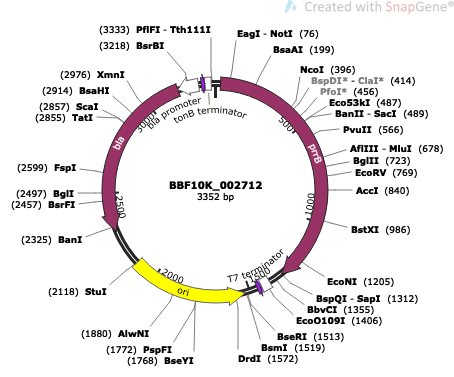 Created with SnapGene®
(3333) PflFI - Tth111I
(3218) BsrBI
(2976) XmnI
(2914) BsaHI
(2857) ScaI
(2855) TatI
(2599) FspI
(2497) BglI
(2457) BsrFI
(2325) BanI
(2118) StuI
(1880) AlwNI
(1772) PspFI
(1768) BseYI
EagI - NotI (76)
BsaAI (199)
NcoI (396)
BspDI* - ClaI* (414)
PfoI* (456)
Eco53kI (487)
BanII - SacI (489)
PvuII (566)
AflIII - MluI (678)
BglII (723)
EcoRV (769)
AccI (840)
BstXI (986)
EcoNI (1205)
BspQI - SapI (1312)
BbvCI (1355)
EcoO109I (1406)
BseRI (1513)
BsmI (1519)
DrdI (1572)
bla promoter
tonB terminator
T7 terminator
bla
prrB
ori
500
1000
1500
2000
2500
3000
BBF10K_002712
3352 bp